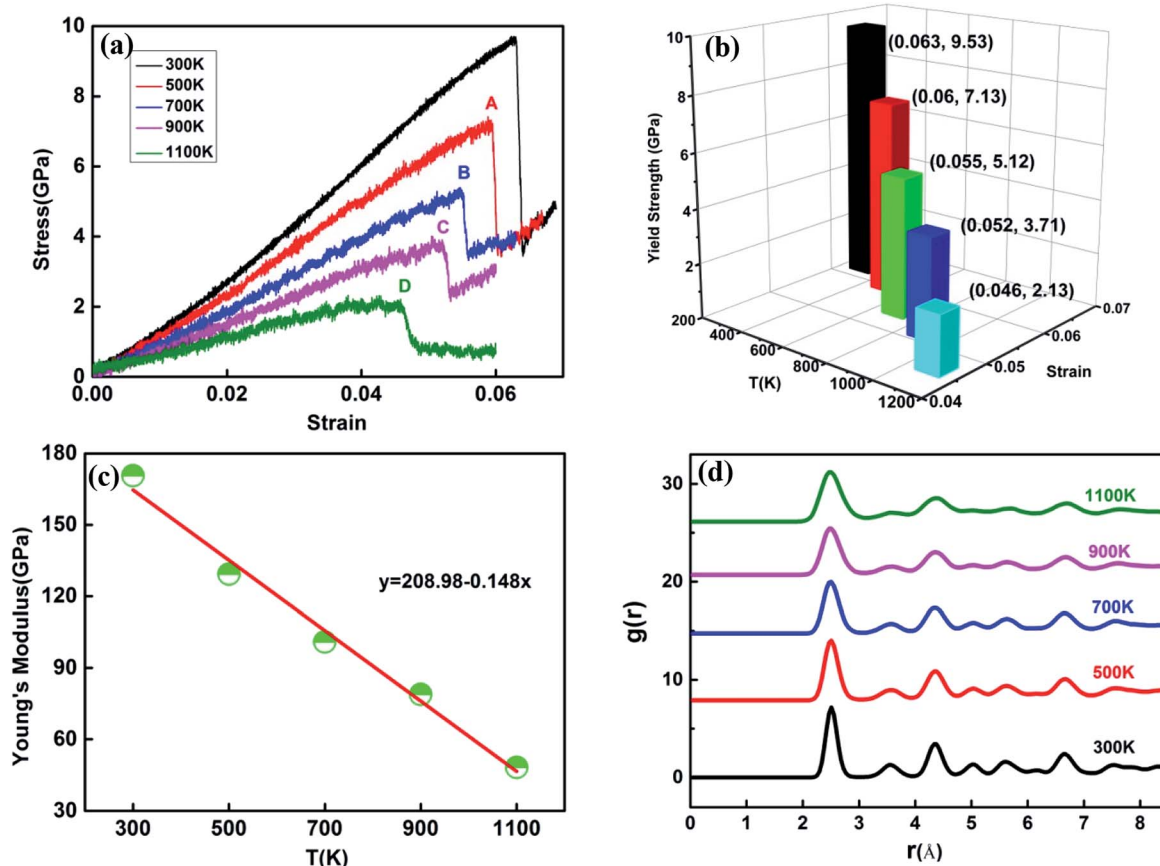 (a)
300K
500K
700K
900K
1100K
A
B
C
D
10
8
6
4
2
0
Stress(GPa)
0.00 0.02 0.04 0.06
Strain
(b)
(0.063, 9.53)
(0.06, 7.13)
(0.055, 5.12)
(0.052, 3.71)
(0.046, 2.13)
10
8
6
4
2
Yield Strength (GPa)
200 400 600 800 1000 1200
T(K)
0.04 0.05 0.06 0.07
Strain
(c)
y=208.98-0.148x
180
150
120
90
60
30
Young's Modulus(GPa)
300 500 700 900 1100
T(K)
(d)
1100K
900K
700K
500K
300K
30
20
10
0
g(r)
0 1 2 3 4 5 6 7 8
r(Å)